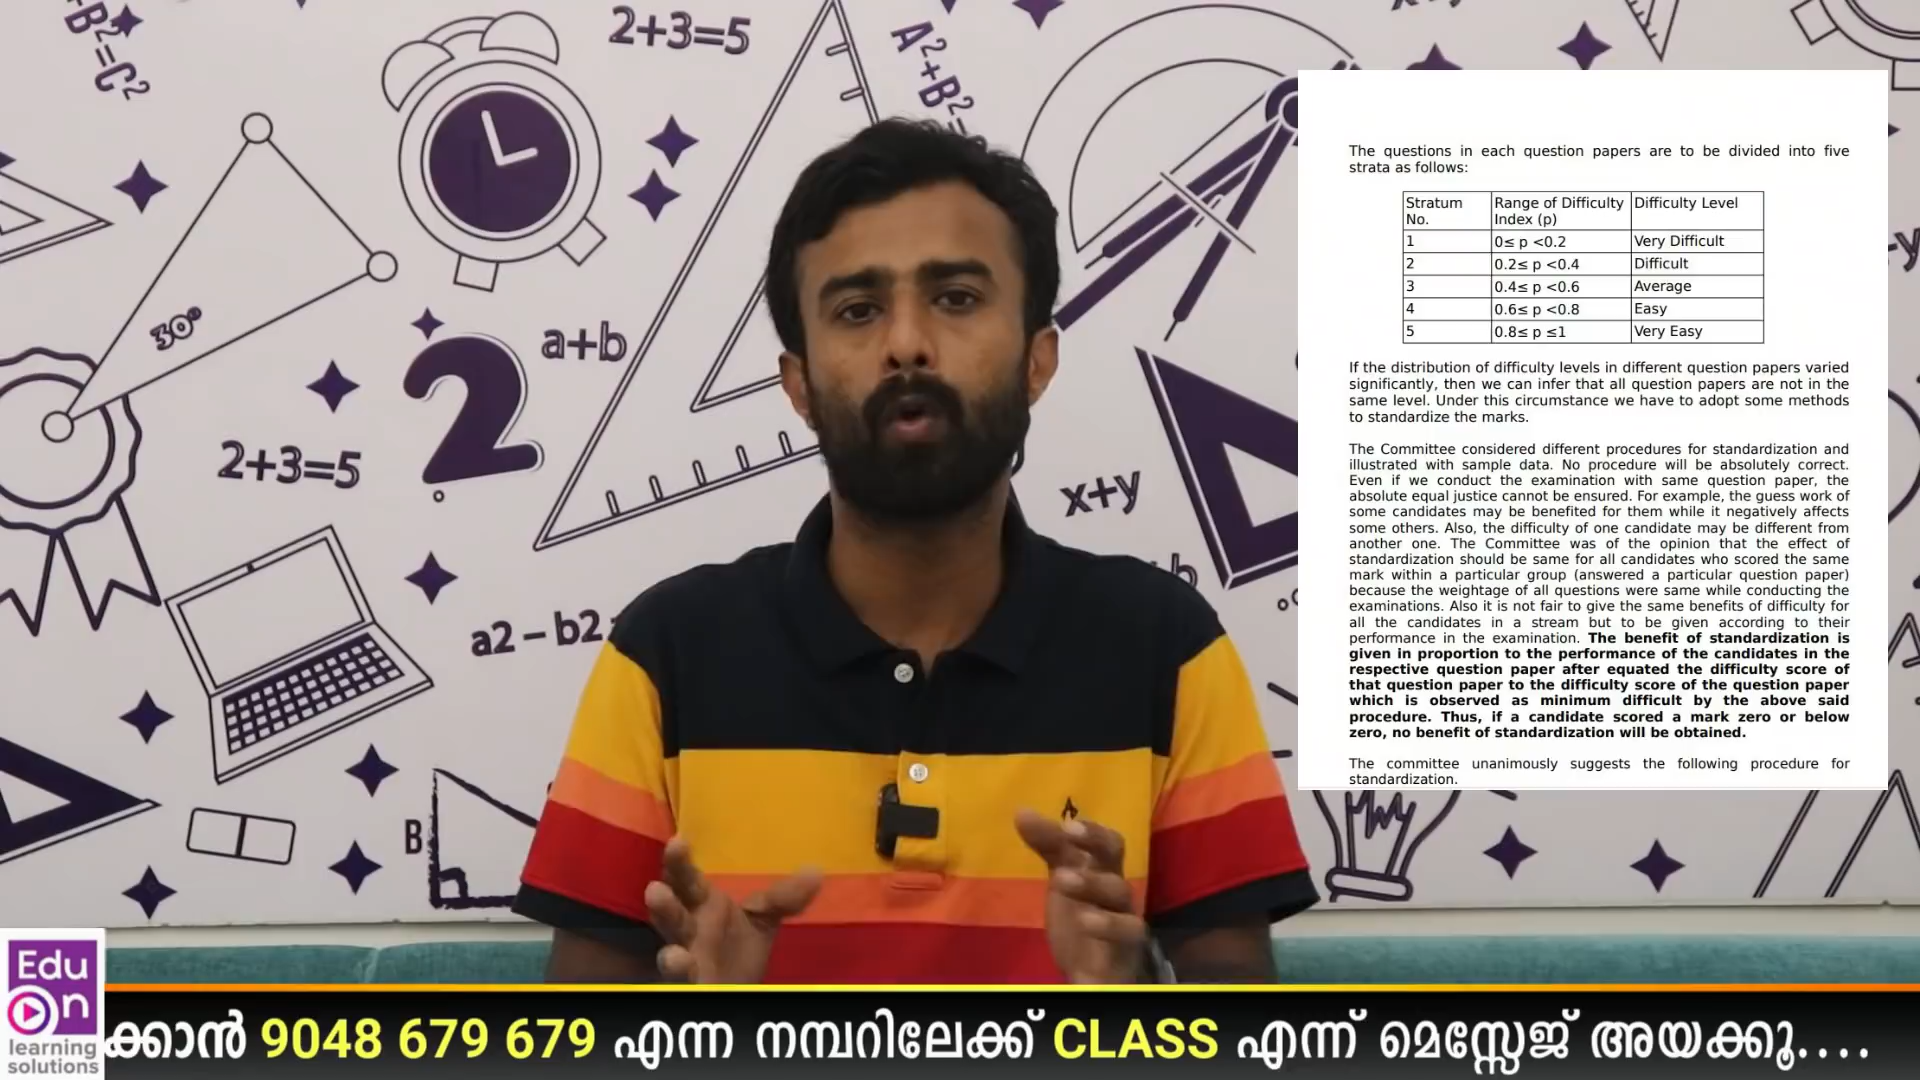 +B²=C²
2+3=5
A²+B²=
30°
a+b
2
2+3=5
x+y
a2 – b2
B
The questions in each question papers are to be divided into five
strata as follows:
Stratum No. Range of Difficulty Index (p) Difficulty Level
1 0≤ p <0.2 Very Difficult
2 0.2≤ p <0.4 Difficult
3 0.4≤ p <0.6 Average
4 0.6≤ p <0.8 Easy
5 0.8≤ p ≤1 Very Easy
If the distribution of difficulty levels in different question papers varied
significantly, then we can infer that all question papers are not in the
same level. Under this circumstance we have to adopt some methods
to standardize the marks.
The Committee considered different procedures for standardization and
illustrated with sample data. No procedure will be absolutely correct.
Even if we conduct the examination with same question paper, the
absolute equal justice cannot be ensured. For example, the guess work of
some candidates may be benefited for them while it negatively affects
some others. Also, the difficulty of one candidate may be different from
another one. The Committee was of the opinion that the effect of
standardization should be same for all candidates who scored the same
mark within a particular group (answered a particular question paper)
because the weightage of all questions were same while conducting the
examinations. Also it is not fair to give the same benefits of difficulty for
all the candidates in a stream but to be given according to their
performance in the examination. The benefit of standardization is
given in proportion to the performance of the candidates in the
respective question paper after equated the difficulty score of
that question paper to the difficulty score of the question paper
which is observed as minimum difficult by the above said
procedure. Thus, if a candidate scored a mark zero or below
zero, no benefit of standardization will be obtained.
The committee unanimously suggests the following procedure for
standardization.
Edu
On
learning
solutions
ക്കാൻ 9048 679 679 എന്ന നമ്പറിലേക്ക് CLASS എന്ന് മെസ്സേജ് അയക്കൂ....